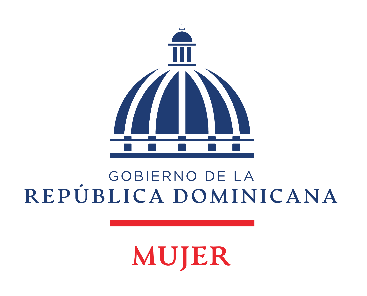 GOBIERNO DE LA
REPÚBLICA DOMINICANA
MUJER